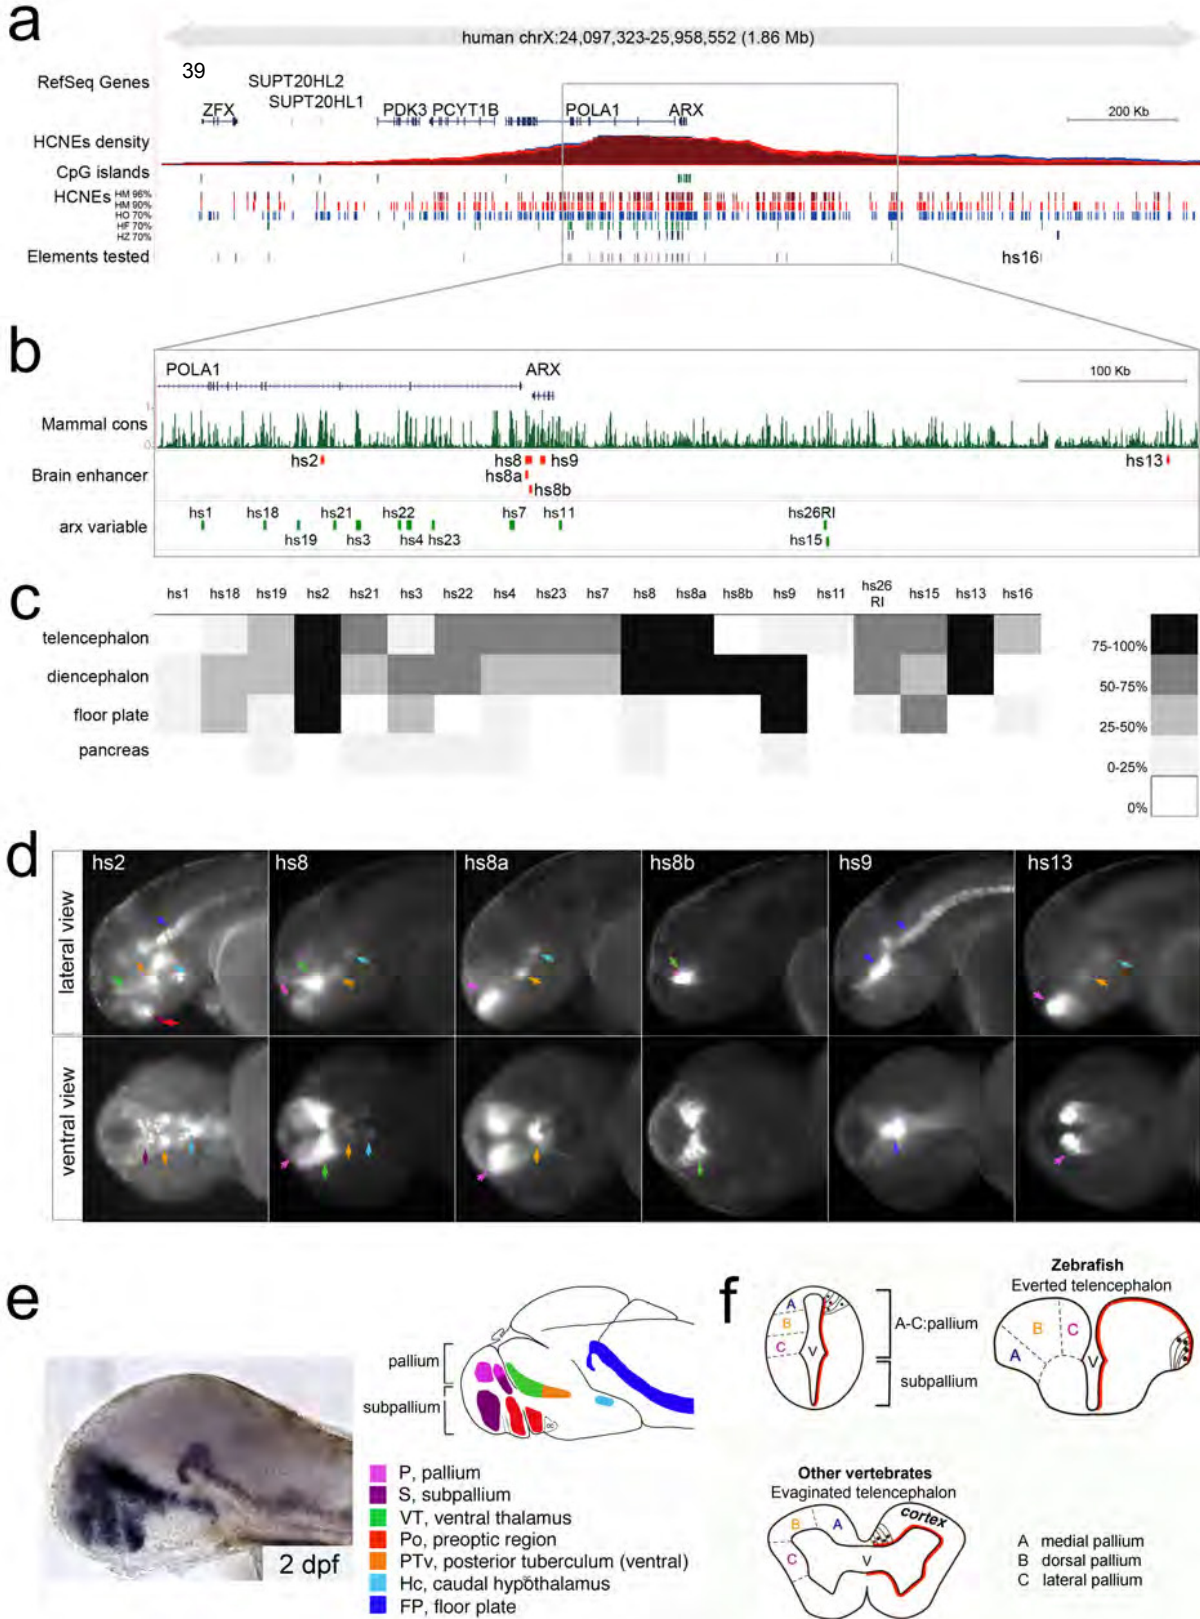 a
human chrX:24,097,323-25,958,552 (1.86 Mb)
39
RefSeq Genes
SUPT20HL2
SUPT20HL1
ZFX
PDK3 PCYT1B
POLA1
ARX
200 Kb
HCNEs density
CpG islands
HCNEs
HM 96%
HM 90%
HO 70%
HF 70%
HZ 70%
Elements tested
hs16
b
POLA1
ARX
100 Kb
Mammal cons
1
0
Brain enhancer
hs2
hs8
hs9
hs13
hs8a
hs8b
arx variable
hs1
hs18
hs21
hs22
hs7
hs11
hs26RI
hs19
hs3
hs4
hs23
hs15
c
hs1 hs18 hs19 hs2 hs21 hs3 hs22 hs4 hs23 hs7 hs8 hs8a hs8b hs9 hs11 hs26 RI hs15 hs13 hs16
telencephalon
diencephalon
floor plate
pancreas
75-100%
50-75%
25-50%
0-25%
0%
d
hs2
hs8
hs8a
hs8b
hs9
hs13
lateral view
ventral view
e
2 dpf
pallium
subpallium
P, pallium
S, subpallium
VT, ventral thalamus
Po, preoptic region
PTv, posterior tuberculum (ventral)
Hc, caudal hypothalamus
FP, floor plate
f
A
B
C
V
A-C:pallium
subpallium
Zebrafish
Everted telencephalon
A
B
C
V
Other vertebrates
Evaginated telencephalon
B
A
C
V
cortex
A medial pallium
B dorsal pallium
C lateral pallium